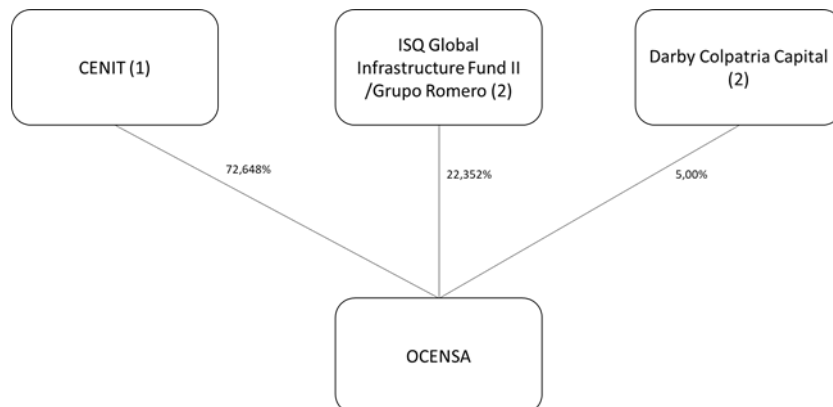 CENIT (1)
ISQ Global
Infrastructure Fund II
/Grupo Romero (2)
Darby Colpatria Capital
(2)
72,648%
22,352%
5,00%
OCENSA